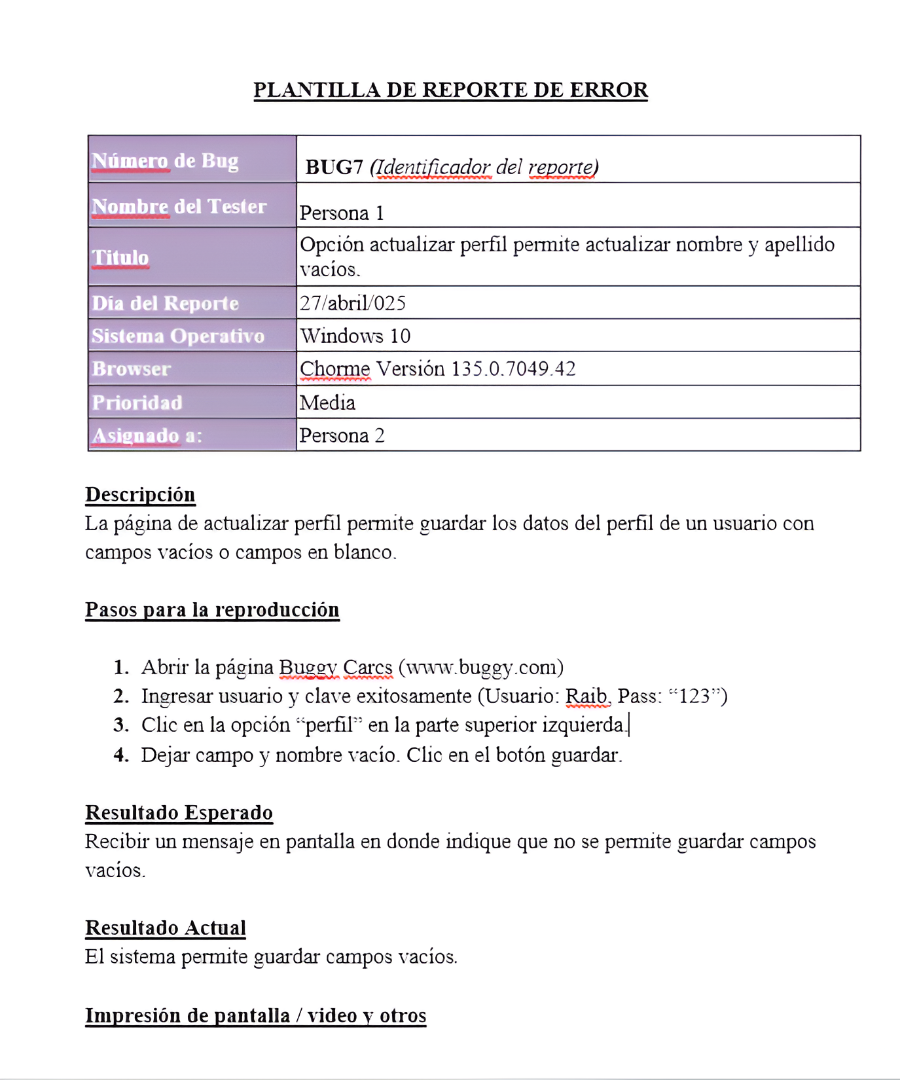 PLANTILLA DE REPORTE DE ERROR
Número de Bug BUG7 (Identificador del reporte)
Nombre del Tester Persona 1
Titulo Opción actualizar perfil permite actualizar nombre y apellido
vacíos.
Día del Reporte 27/abril/025
Sistema Operativo Windows 10
Browser Chorme Versión 135.0.7049.42
Prioridad Media
Asignado a: Persona 2
Descripción
La página de actualizar perfil permite guardar los datos del perfil de un usuario con
campos vacíos o campos en blanco.
Pasos para la reproducción
1. Abrir la página Buggy Carcs (www.buggy.com)
2. Ingresar usuario y clave exitosamente (Usuario: Raib, Pass: “123”)
3. Clic en la opción “perfil” en la parte superior izquierda.
4. Dejar campo y nombre vacío. Clic en el botón guardar.
Resultado Esperado
Recibir un mensaje en pantalla en donde indique que no se permite guardar campos
vacíos.
Resultado Actual
El sistema permite guardar campos vacíos.
Impresión de pantalla / video y otros